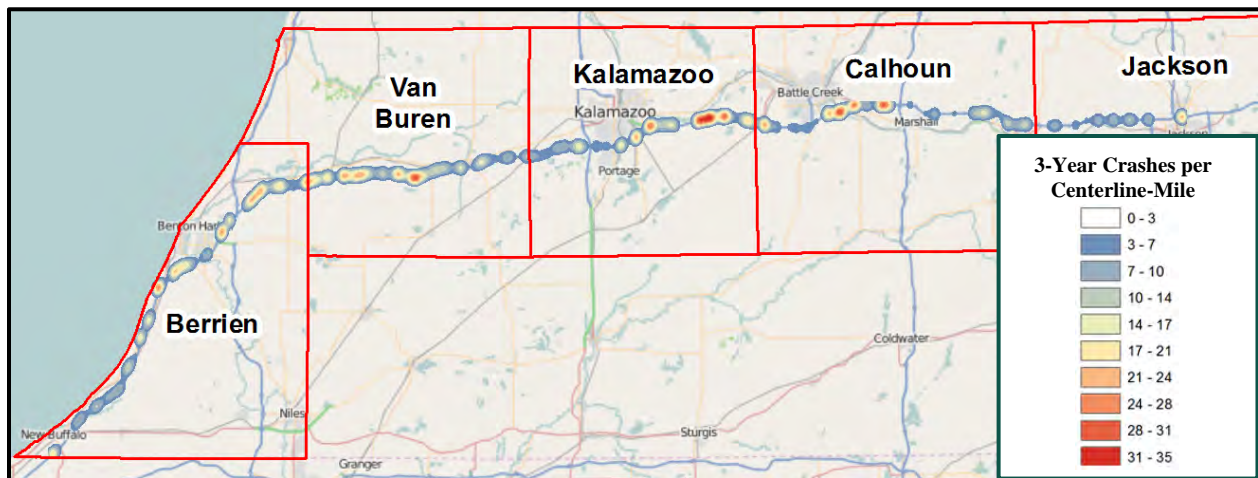 Van
Buren
Kalamazoo
Calhoun
Jackson
Kalamazoo
Battle Creek
Marshall
Jackson
Portage
Benton Har
Berrien
3-Year Crashes per
Centerline-Mile
0 - 3
3 - 7
7 - 10
10 - 14
14 - 17
17 - 21
21 - 24
24 - 28
28 - 31
31 - 35
Coldwater
Niles
New Buffalo
Sturgis
Granger